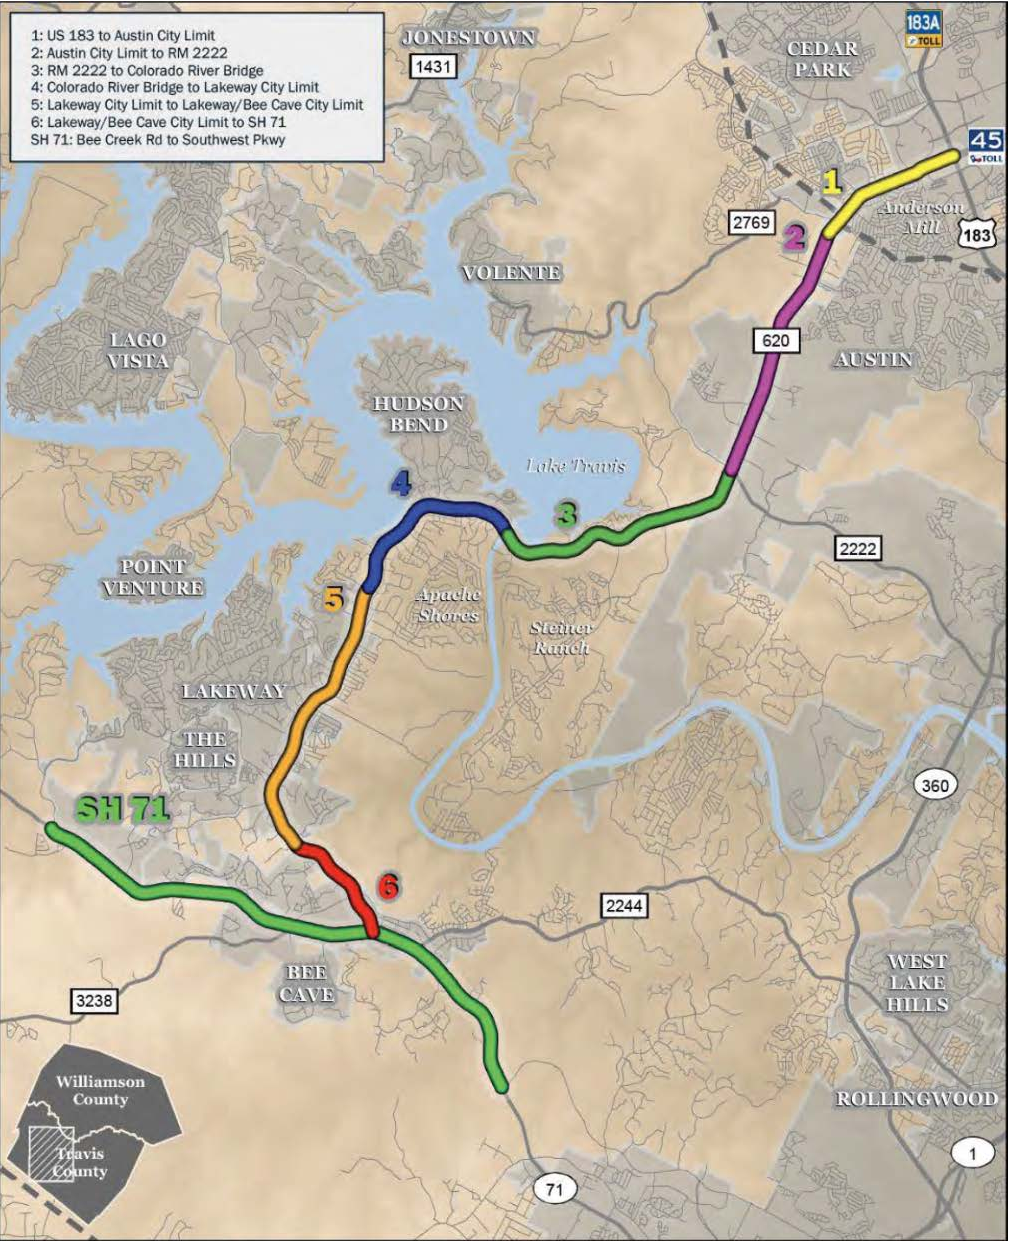 1: US 183 to Austin City Limit
2: Austin City Limit to RM 2222
3: RM 2222 to Colorado River Bridge
4: Colorado River Bridge to Lakeway City Limit
5: Lakeway City Limit to Lakeway/Bee Cave City Limit
6: Lakeway/Bee Cave City Limit to SH 71
SH 71: Bee Creek Rd to Southwest Pkwy
JONESTOWN
1431
183A
TOLL
CEDAR
PARK
45
TOLL
1
Anderson
Mill
2769
2
183
VOLENTE
LAGO
VISTA
620
AUSTIN
HUDSON
BEND
Lake Travis
4
3
2222
POINT
VENTURE
5
Apache
Shores
Steiner
Ranch
LAKEWAY
THE
HILLS
360
SH 71
6
2244
BEE
CAVE
WEST
LAKE
HILLS
3238
Williamson
County
Travis
County
ROLLINGWOOD
1
71